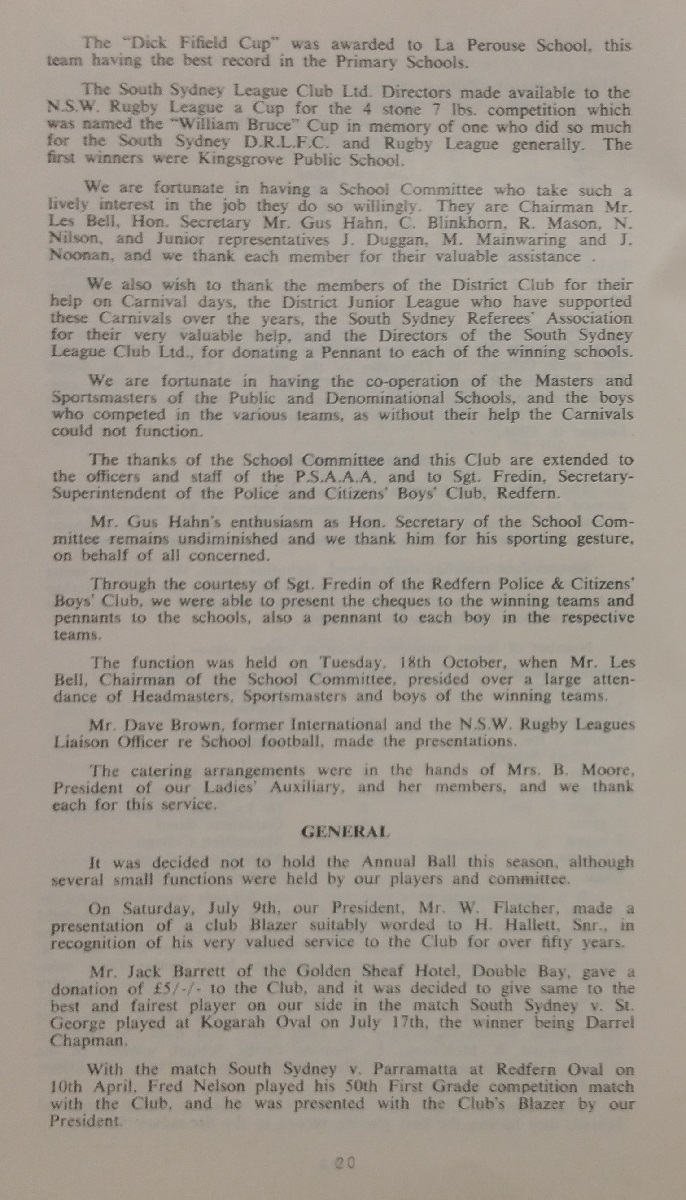 The “Dick Fifield Cup” was awarded to La Perouse School, this
team having the best record in the Primary Schools.
The South Sydney League Club Ltd. Directors made available to the
N.S.W. Rugby League a Cup for the 4 stone 7 lbs. competition which
was named the “William Bruce” Cup in memory of one who did so much
for the South Sydney D.R.L.F.C. and Rugby League generally. The
first winners were Kingsgrove Public School.
We are fortunate in having a School Committee who take such a
lively interest in the job they do so willingly. They are Chairman Mr.
Les Bell, Hon. Secretary Mr. Gus Hahn, C. Blinkhorn, R. Mason, N.
Nilson, and Junior representatives J. Duggan, M. Mainwaring and J.
Noonan, and we thank each member for their valuable assistance .
We also wish to thank the members of the District Club for their
help on Carnival days, the District Junior League who have supported
these Carnivals over the years, the South Sydney Referees' Association
for their very valuable help, and the Directors of the South Sydney
League Club Ltd., for donating a Pennant to each of the winning schools.
We are fortunate in having the co-operation of the Masters and
Sportsmasters of the Public and Denominational Schools, and the boys
who competed in the various teams, as without their help the Carnivals
could not function.
The thanks of the School Committee and this Club are extended to
the officers and staff of the P.S.A.A.A. and to Sgt. Fredin, Secretary-
Superintendent of the Police and Citizens' Boys' Club, Redfern.
Mr. Gus Hahn's enthusiasm as Hon. Secretary of the School Com-
mittee remains undiminished and we thank him for his sporting gesture,
on behalf of all concerned.
Through the courtesy of Sgt. Fredin of the Redfern Police & Citizens'
Boys' Club, we were able to present the cheques to the winning teams and
pennants to the schools, also a pennant to each boy in the respective
teams.
The function was held on Tuesday, 18th October, when Mr. Les
Bell, Chairman of the School Committee, presided over a large atten-
dance of Headmasters, Sportsmasters and boys of the winning teams.
Mr. Dave Brown, former International and the N.S.W. Rugby Leagues
Liaison Officer re School football, made the presentations.
The catering arrangements were in the hands of Mrs. B. Moore,
President of our Ladies' Auxiliary, and her members, and we thank
each for this service.
GENERAL
It was decided not to hold the Annual Ball this season, although
several small functions were held by our players and committee.
On Saturday, July 9th, our President, Mr. W. Flatcher, made a
presentation of a club Blazer suitably worded to H. Hallett, Snr., in
recognition of his very valued service to the Club for over fifty years.
Mr. Jack Barrett of the Golden Sheaf Hotel, Double Bay, gave a
donation of £5/-/- to the Club, and it was decided to give same to the
best and fairest player on our side in the match South Sydney v. St.
George played at Kogarah Oval on July 17th, the winner being Darrel
Chapman.
With the match South Sydney v. Parramatta at Redfern Oval on
10th April, Fred Nelson played his 50th First Grade competition match
with the Club, and he was presented with the Club's Blazer by our
President.
20